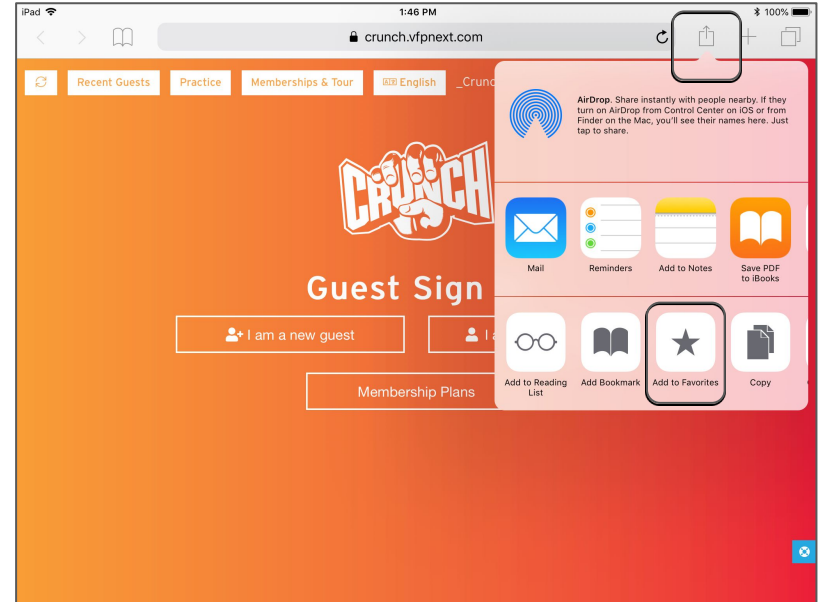 iPad 1:46 PM 100%
crunch.vfpnext.com
Recent Guests Practice Memberships & Tour English
AirDrop. Share instantly with people nearby. If they
turn on AirDrop from Control Center on iOS or from
Finder on the Mac, you'll see their names here. Just
tap to share.
CRUNCH
Mail Reminders Add to Notes Save PDF
to iBooks
Guest Sign
I am a new guest
Add to Reading
List Add Bookmark Add to Favorites Copy
Membership Plans